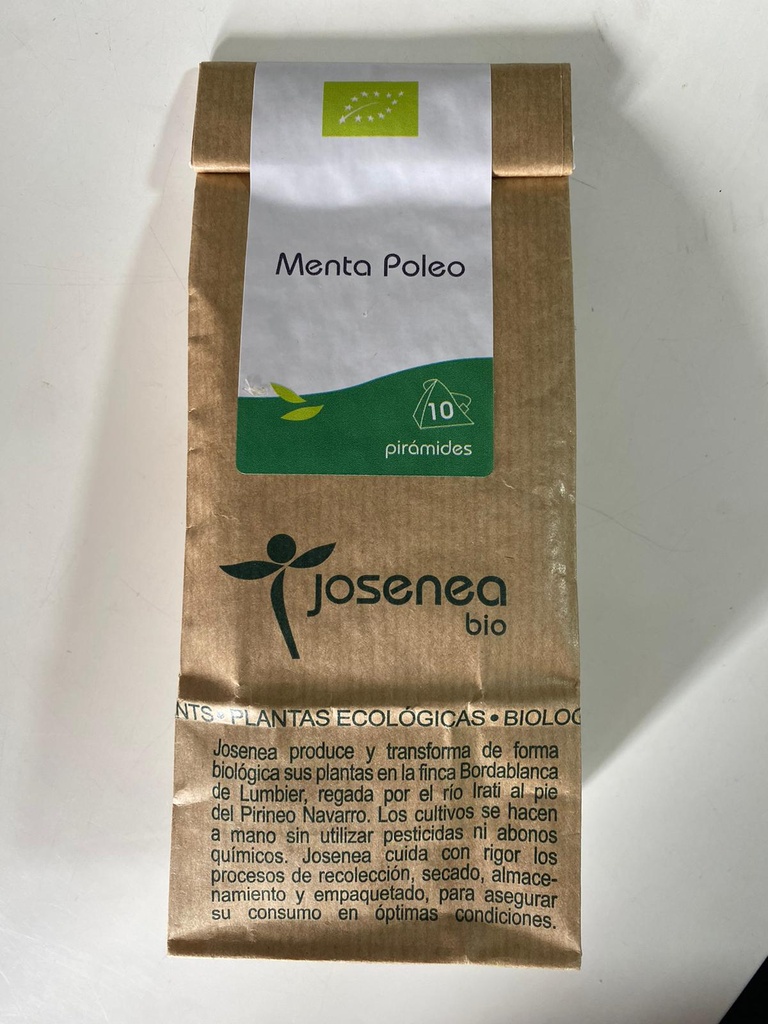 Menta Poleo
10
pirámides
josenea
bio
NTS • PLANTAS ECOLÓGICAS • BIOLOG
Josenea produce y transforma de forma
biológica sus plantas en la finca Bordablanca
de Lumbier, regada por el río Irati al pie
del Pirineo Navarro. Los cultivos se hacen
a mano sin utilizar pesticidas ni abonos
químicos. Josenea cuida con rigor los
procesos de recolección, secado, almace-
namiento y empaquetado, para asegurar
su consumo en óptimas condiciones.